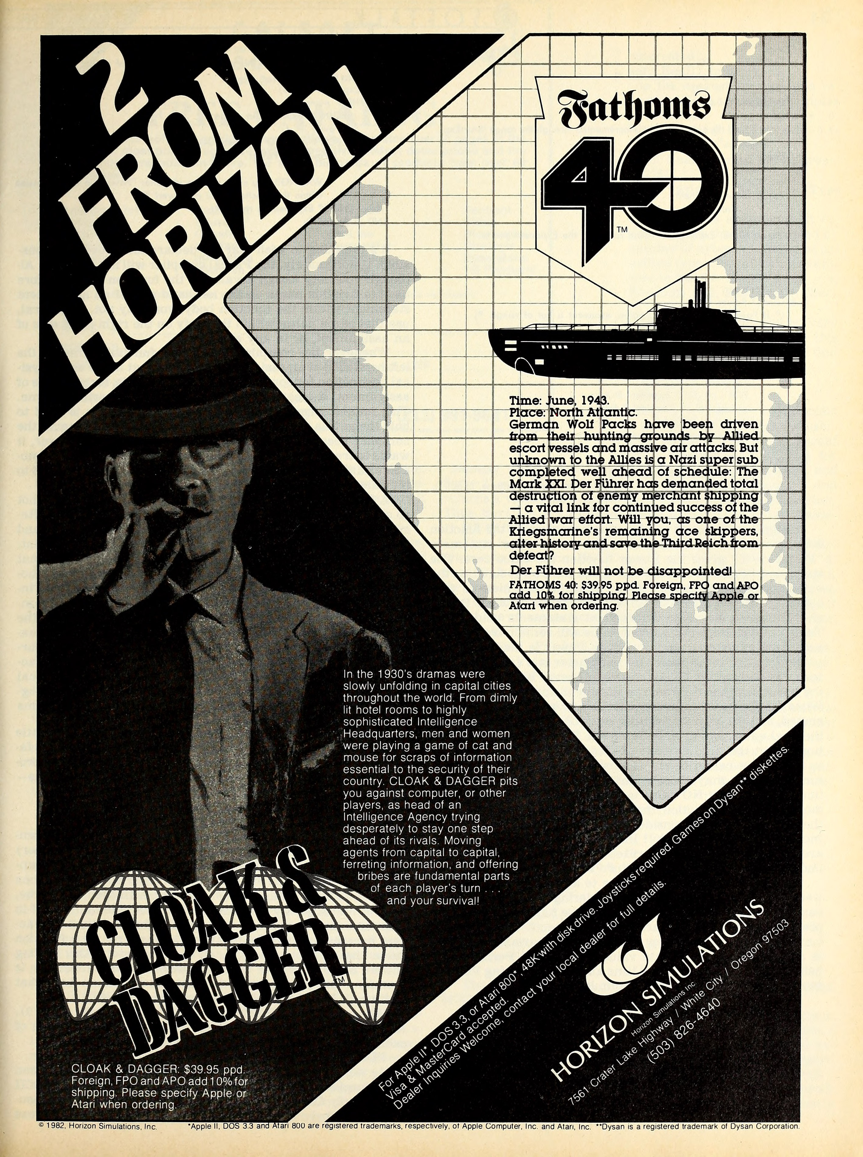 2
FROM
HORIZON
Fathoms
40
TM
Time: June, 1943.
Place: North Atlantic.
German Wolf Packs have been driven
from their hunting grounds by Allied
escort vessels and massive air attacks. But
unknown to the Allies is a Nazi super sub
completed well ahead of schedule: The
Mark XXI. Der Führer has demanded total
destruction of enemy merchant shipping
— a vital link for continued success of the
Allied war effort. Will you, as one of the
Kriegsmarine's remaining ace skippers,
alter history and save the Third Reich from
defeat?
Der Führer will not be disappointed!
FATHOMS 40: $39.95 ppd. Foreign, FPO and APO
add 10% for shipping. Please specify Apple or
Atari when ordering.
In the 1930's dramas were
slowly unfolding in capital cities
throughout the world. From dimly
lit hotel rooms to highly
sophisticated Intelligence
Headquarters, men and women
were playing a game of cat and
mouse for scraps of information
essential to the security of their
country. CLOAK & DAGGER pits
you against computer, or other
players, as head of an
Intelligence Agency trying
desperately to stay one step
ahead of its rivals. Moving
agents from capital to capital,
ferreting information, and offering
bribes are fundamental parts
of each player's turn . . .
and your survival!
CLOAK &
DAGGER
TM
CLOAK & DAGGER: $39.95 ppd.
Foreign, FPO and APO add 10% for
shipping. Please specify Apple or
Atari when ordering.
For Apple II*, DOS 3.3, or Atari 800*, 48K with disk drive. Joysticks required. Games on Dysan** diskettes.
Visa & MasterCard accepted.
Dealer Inquiries Welcome, contact your local dealer for full details.
HORIZON SIMULATIONS
Horizon Simulations Inc.
7561 Crater Lake Highway / White City / Oregon 97503
(503) 826-4640
© 1982, Horizon Simulations, Inc. *Apple II, DOS 3.3 and Atari 800 are registered trademarks, respectively, of Apple Computer, Inc. and Atari, Inc. **Dysan is a registered trademark of Dysan Corporation.